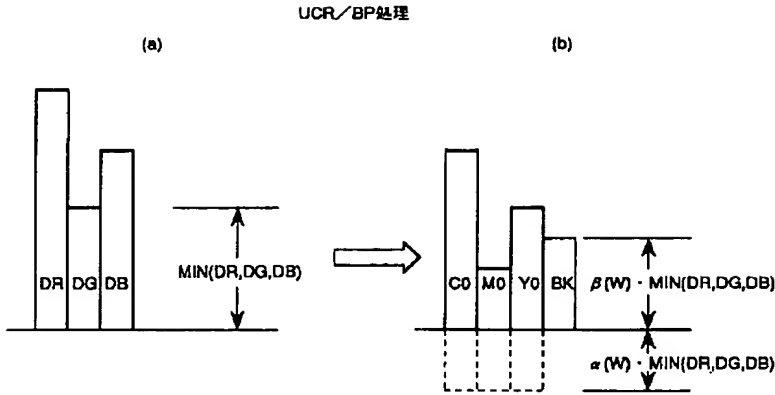 UCR／BP処理
(a)
(b)
DR
DG
DB
MIN(DR,DG,DB)
C0
M0
Y0
BK
β(W)・MIN(DR,DG,DB)
α(W)・MIN(DR,DG,DB)